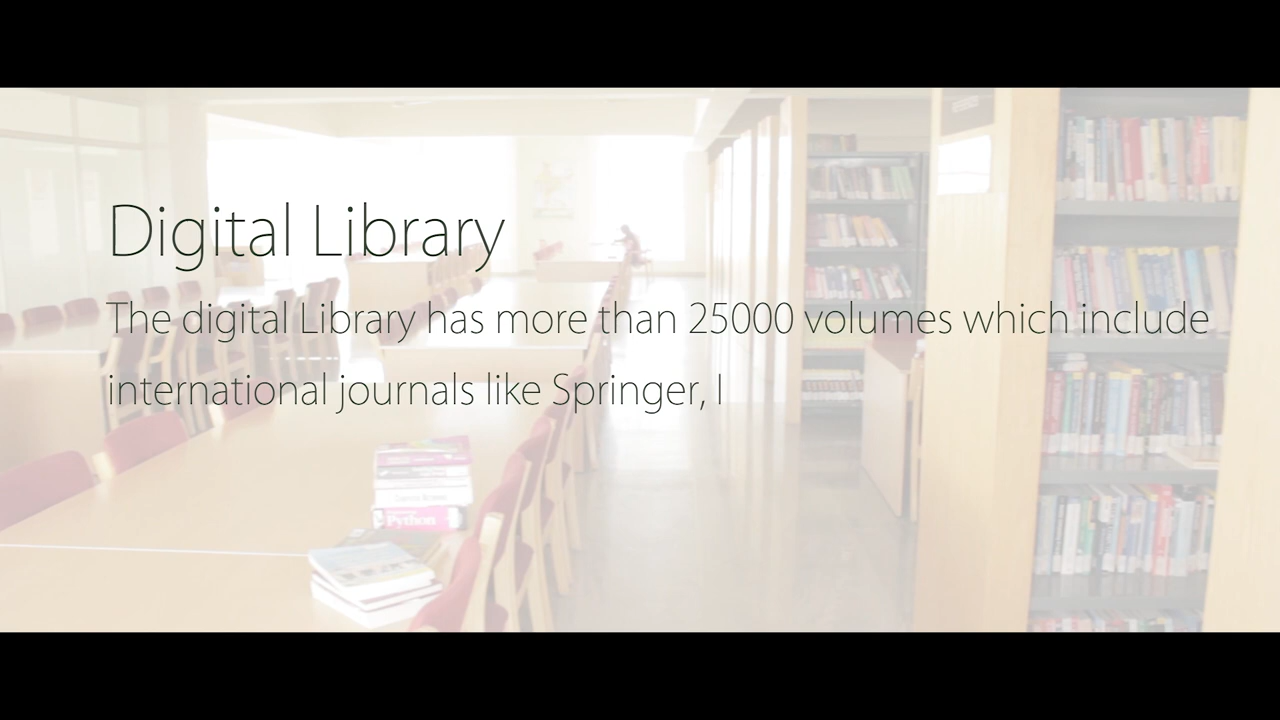 Digital Library
The digital Library has more than 25000 volumes which include
international journals like Springer, I
Python